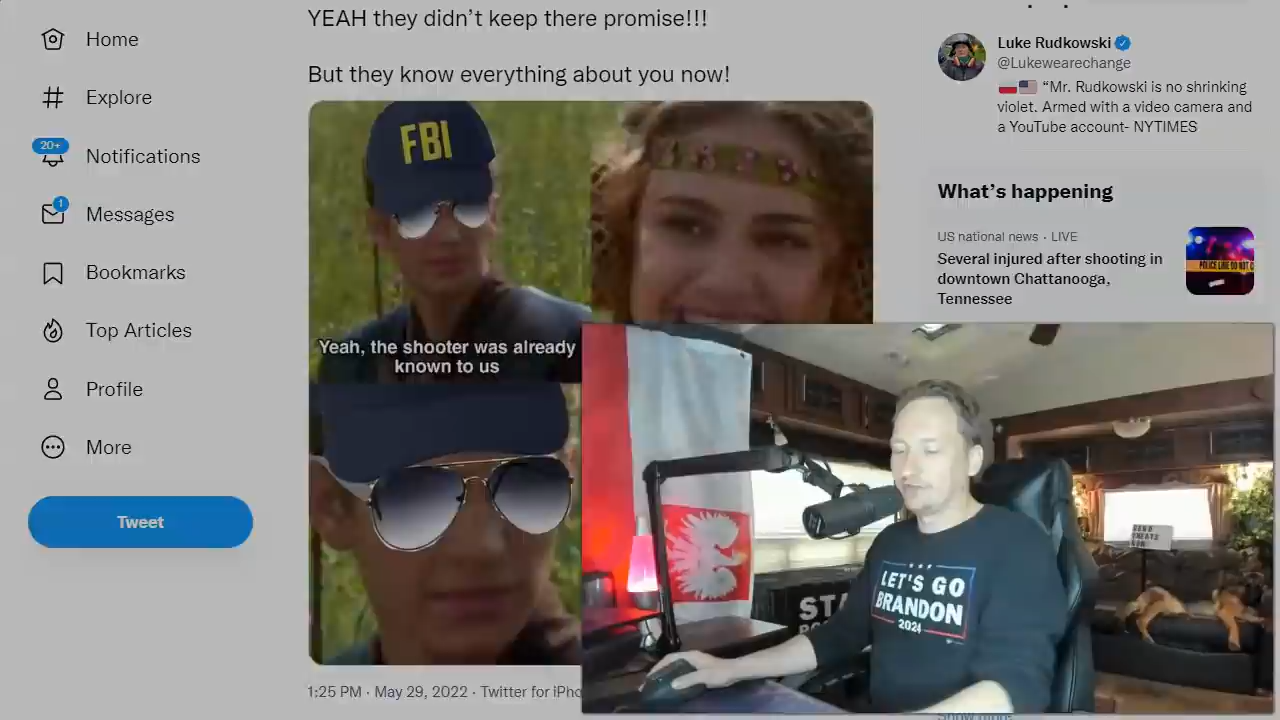 YEAH they didn’t keep there promise!!!
But they know everything about you now!
Home
Explore
20+
Notifications
1
Messages
Bookmarks
Top Articles
Profile
More
Tweet
FBI
Yeah, the shooter was already
known to us
1:25 PM · May 29, 2022 · Twitter for iPho
Luke Rudkowski
@Lukewearechange
“Mr. Rudkowski is no shrinking
violet. Armed with a video camera and
a YouTube account- NYTIMES
What’s happening
US national news · LIVE
Several injured after shooting in
downtown Chattanooga,
Tennessee
POLICE LINE DO NOT C
LET'S GO
BRANDON
2024